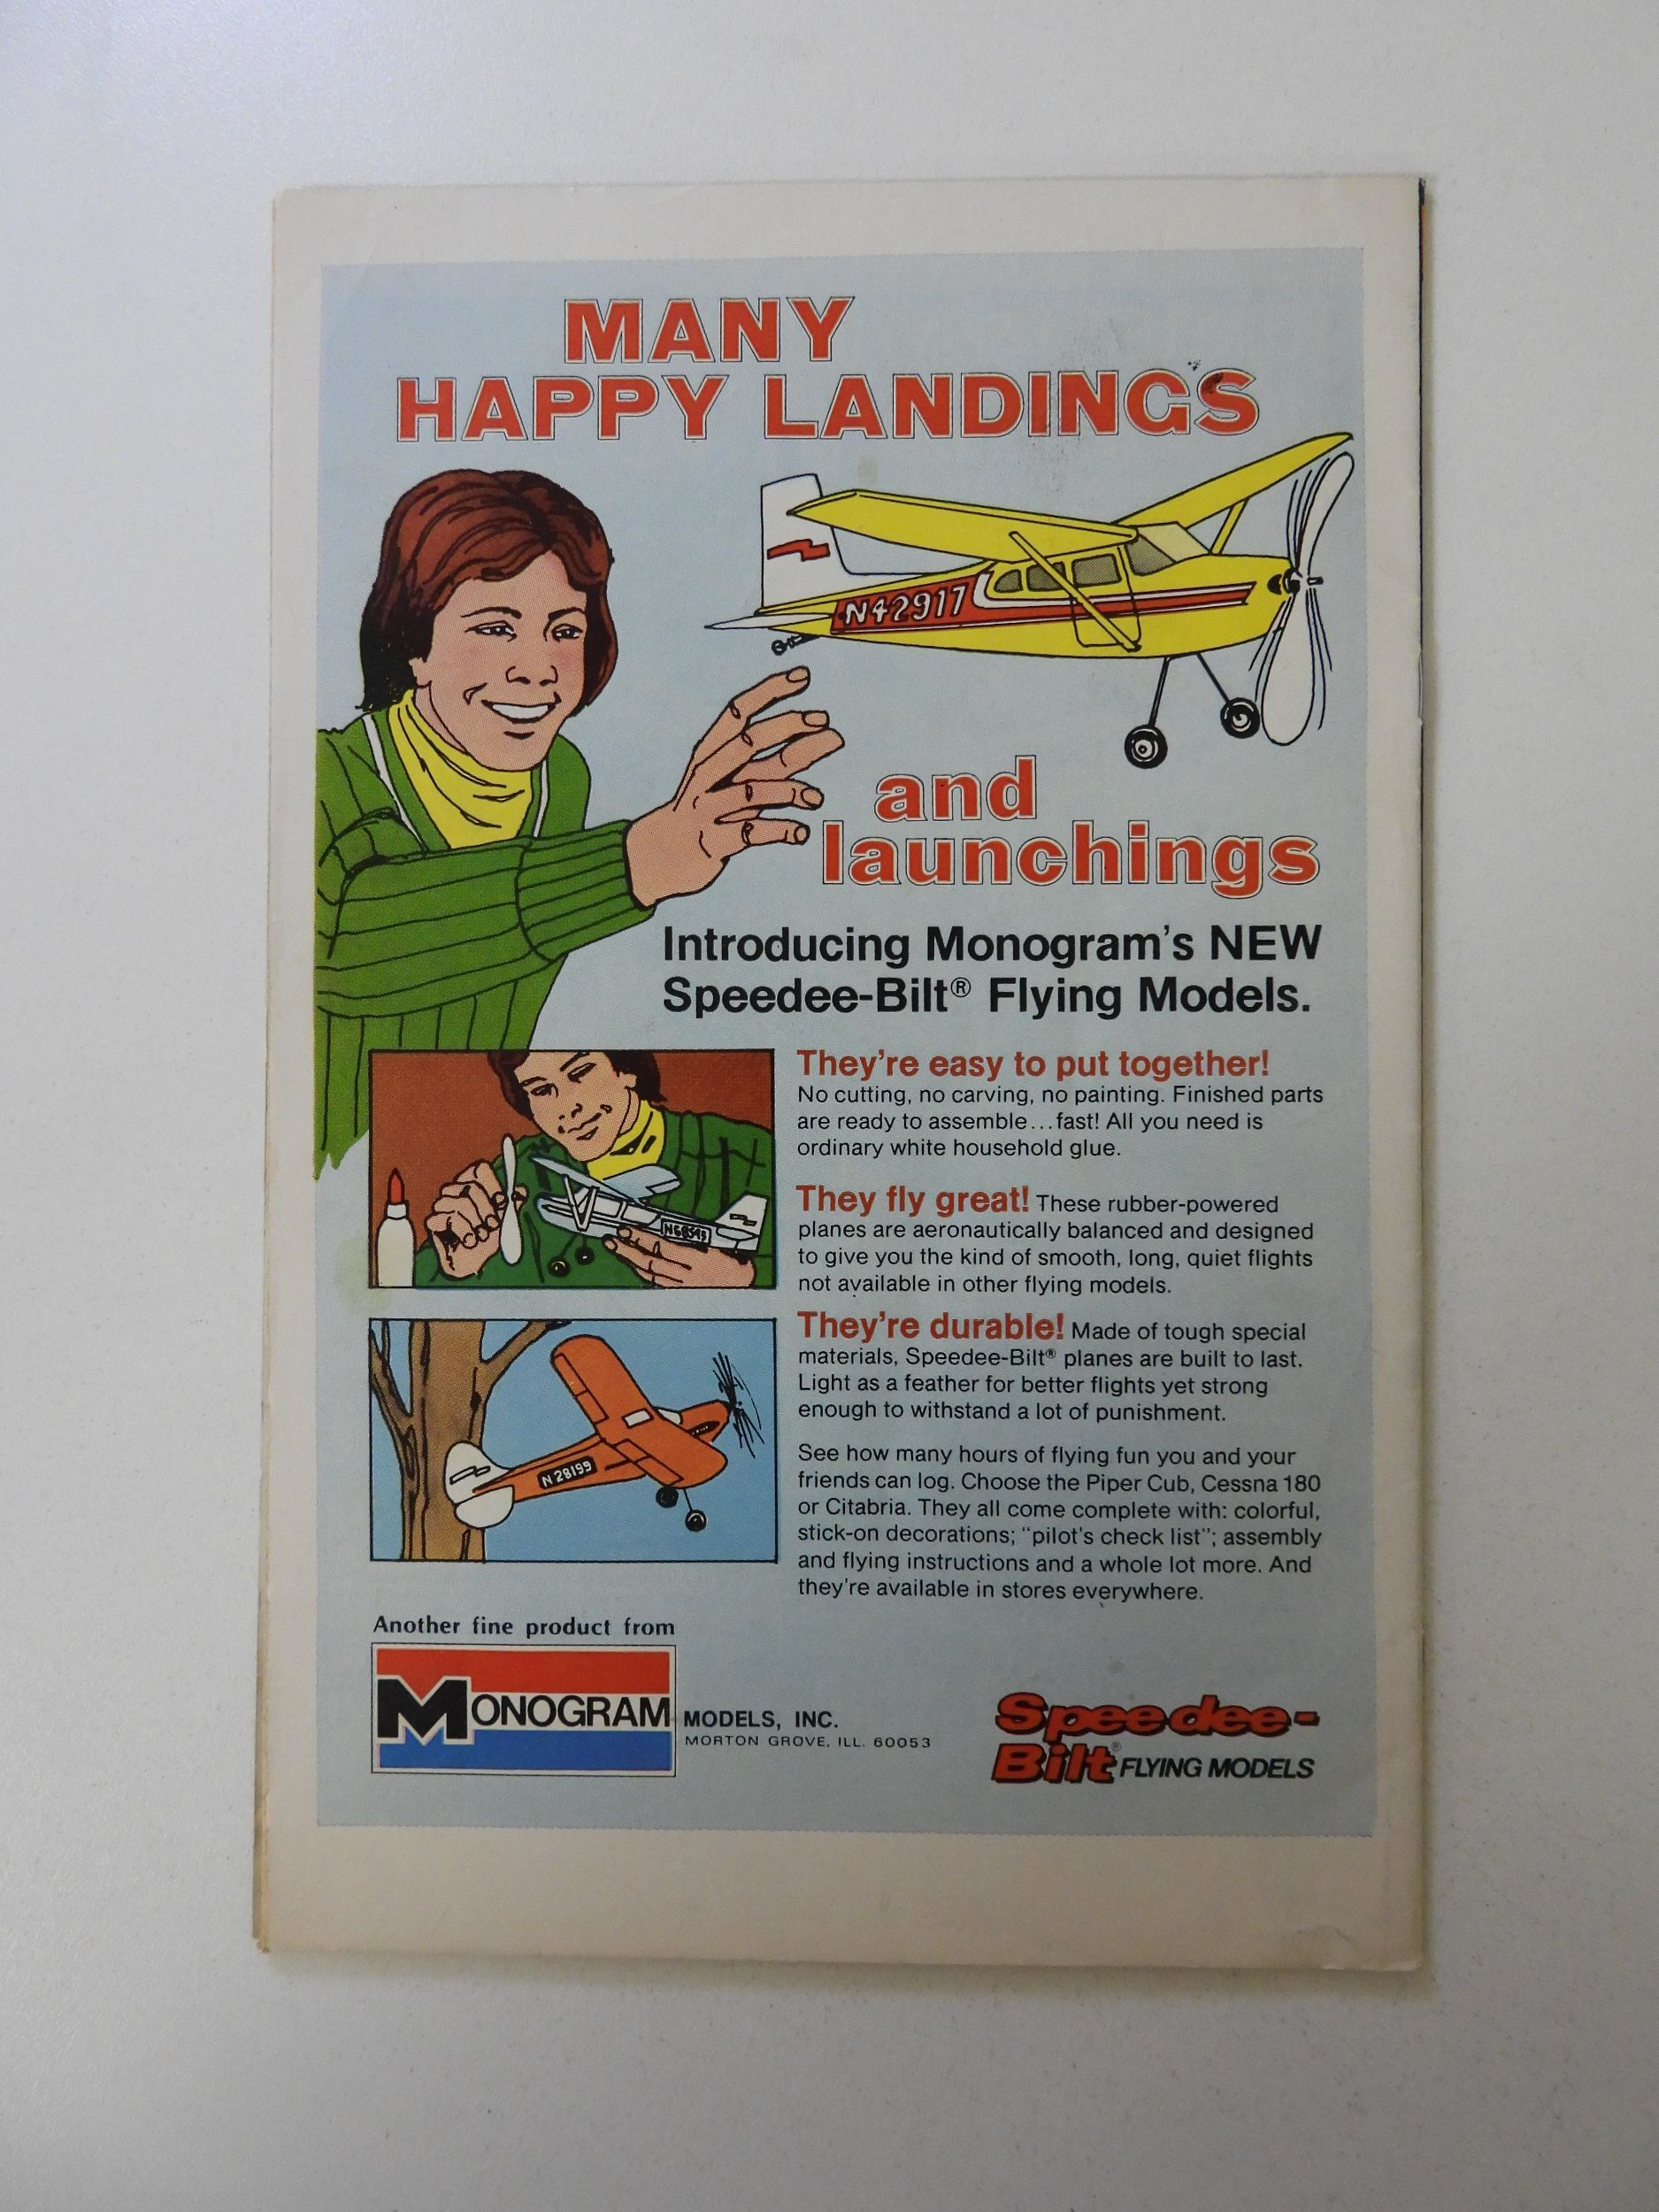 MANY
HAPPY LANDINGS
N42917
and
launchings
Introducing Monogram's NEW
Speedee-Bilt® Flying Models.
They're easy to put together!
No cutting, no carving, no painting. Finished parts
are ready to assemble...fast! All you need is
ordinary white household glue.
They fly great! These rubber-powered
planes are aeronautically balanced and designed
to give you the kind of smooth, long, quiet flights
not available in other flying models.
They're durable! Made of tough special
materials, Speedee-Bilt® planes are built to last.
Light as a feather for better flights yet strong
enough to withstand a lot of punishment.
N28199
See how many hours of flying fun you and your
friends can log. Choose the Piper Cub, Cessna 180
or Citabria. They all come complete with: colorful,
stick-on decorations; "pilot's check list"; assembly
and flying instructions and a whole lot more. And
they're available in stores everywhere.
Another fine product from
MONOGRAM MODELS, INC.
MORTON GROVE, ILL. 60053
Speedee-
Bilt® FLYING MODELS